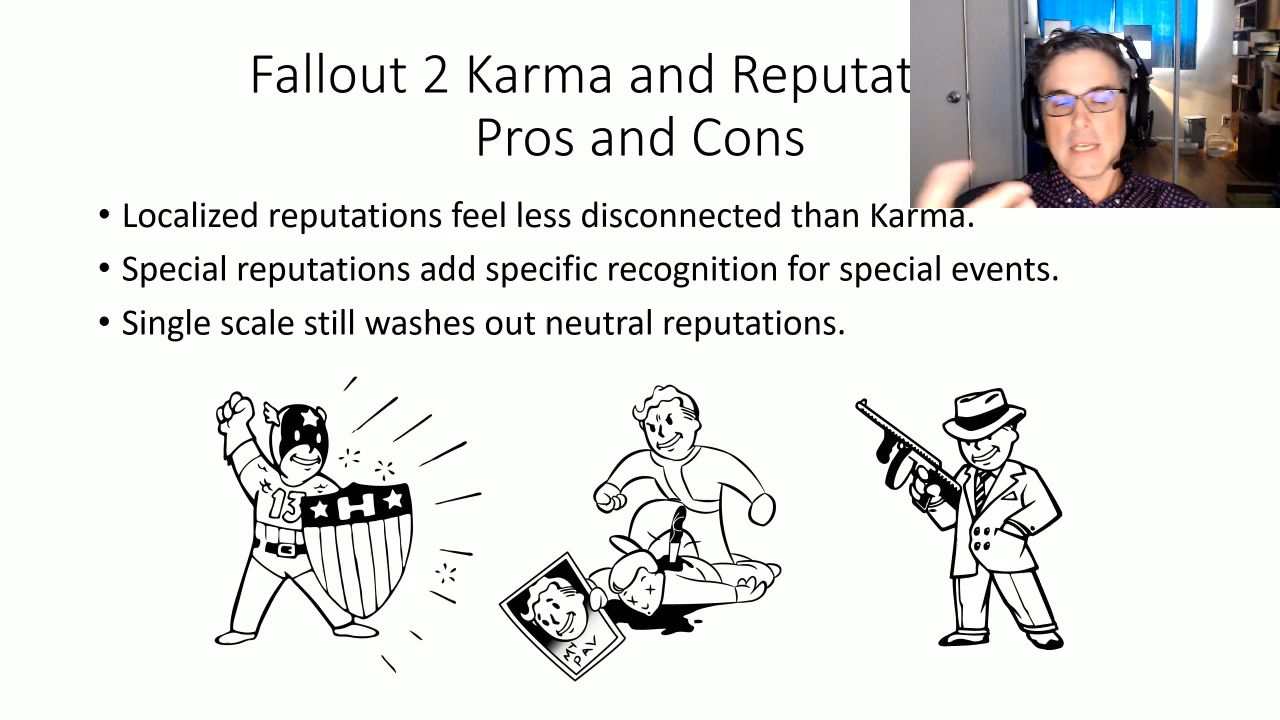 Fallout 2 Karma and Reputat
Pros and Cons
• Localized reputations feel less disconnected than Karma.
• Special reputations add specific recognition for special events.
• Single scale still washes out neutral reputations.
13
H
MY
PAL